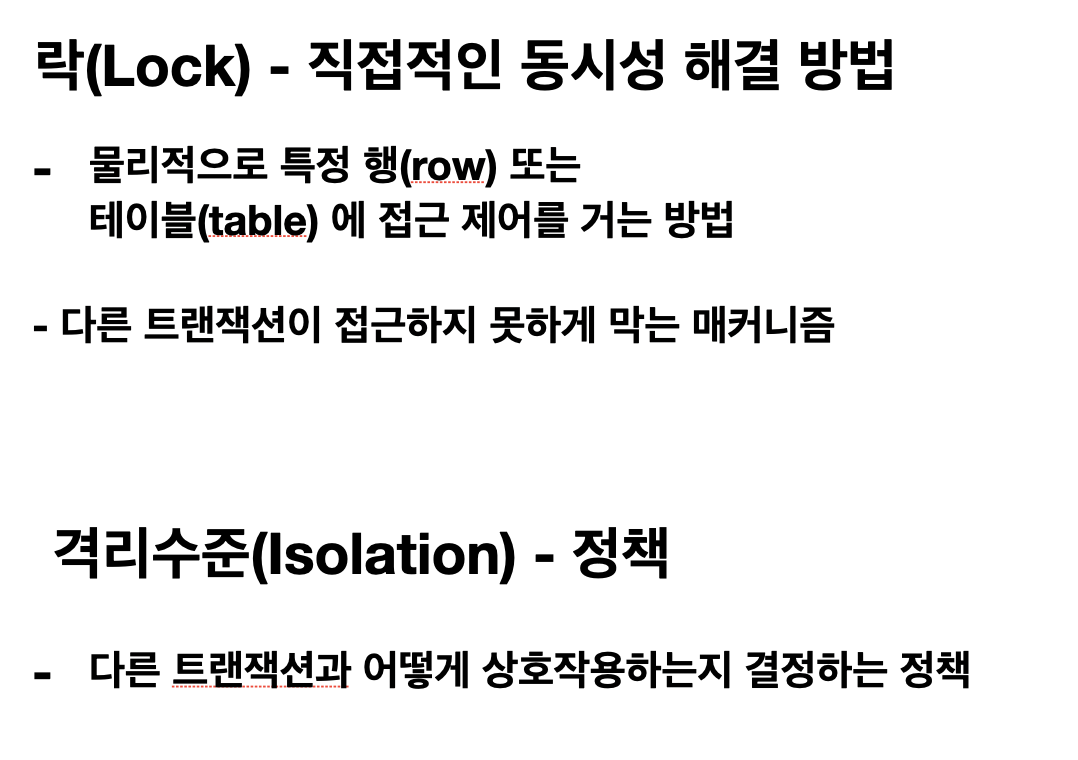 락(Lock) - 직접적인 동시성 해결 방법
- 물리적으로 특정 행(row) 또는
테이블(table) 에 접근 제어를 거는 방법
- 다른 트랜잭션이 접근하지 못하게 막는 매커니즘
격리수준(Isolation) - 정책
- 다른 트랜잭션과 어떻게 상호작용하는지 결정하는 정책